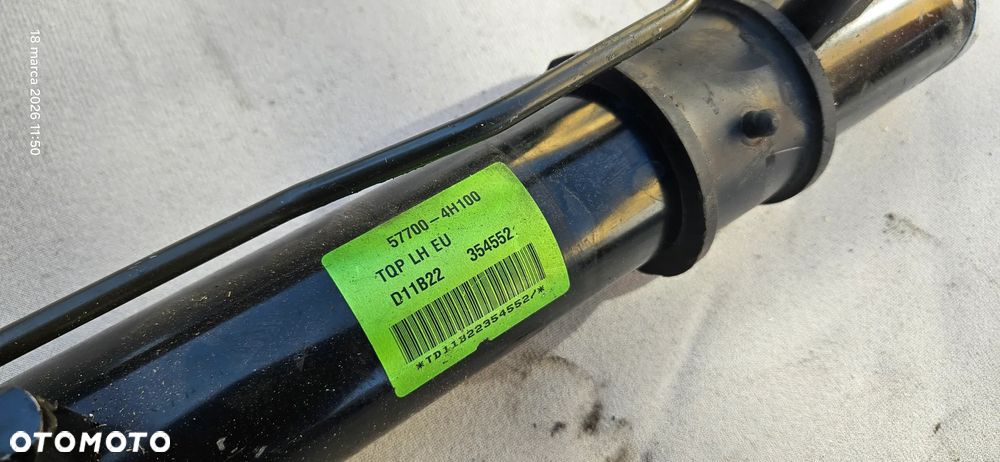 18 marca 2026 11:50
57700-4H100
TQP LH EU
D11B22 354552
*TD11B22354552/*
OTOMOTO